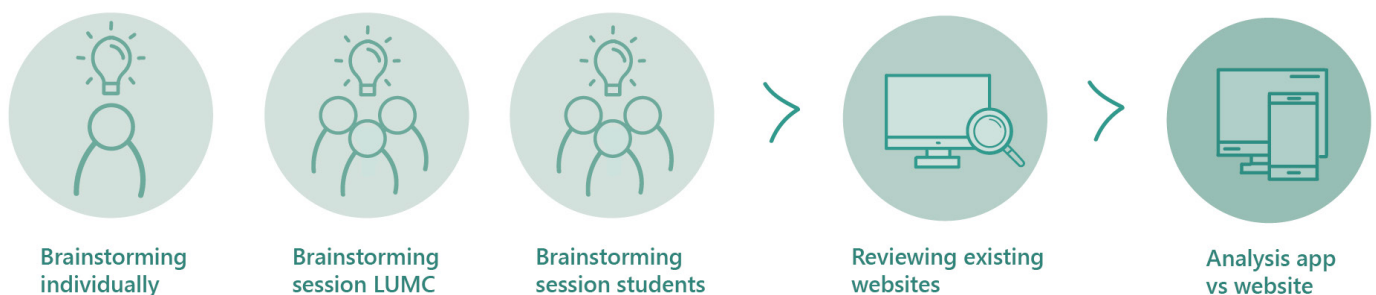 Brainstorming
individually
Brainstorming
session LUMC
Brainstorming
session students
Reviewing existing
websites
Analysis app
vs website